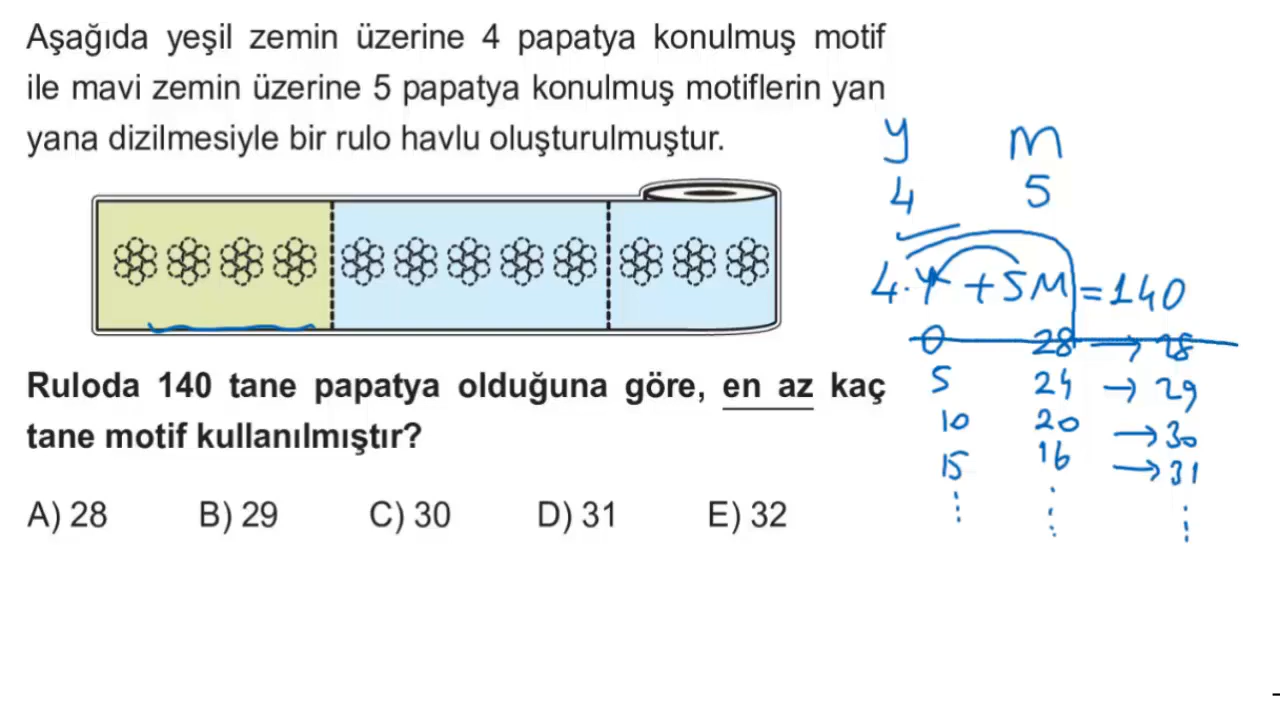 Aşağıda yeşil zemin üzerine 4 papatya konulmuş motif
ile mavi zemin üzerine 5 papatya konulmuş motiflerin yan
yana dizilmesiyle bir rulo havlu oluşturulmuştur.
Ruloda 140 tane papatya olduğuna göre, en az kaç
tane motif kullanılmıştır?
A) 28 B) 29 C) 30 D) 31 E) 32
y M
4 5
4.Y + 5M = 140
0 28 → 28
5 24 → 29
10 20 → 30
15 16 → 31